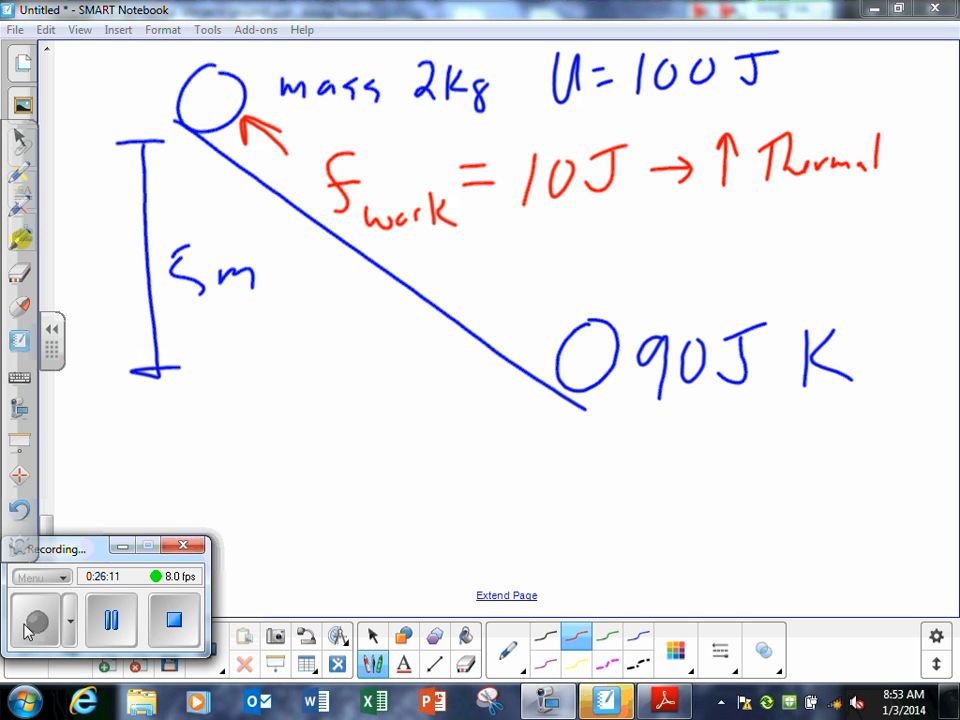 Untitled * - SMART Notebook
File Edit View Insert Format Tools Add-ons Help
mass 2kg U = 100 J
f work = 10J → ↑ Thermal
5m
90J K
Recording...
Menu
0:26:11 8.0 fps
Extend Page
8:53 AM
1/3/2014